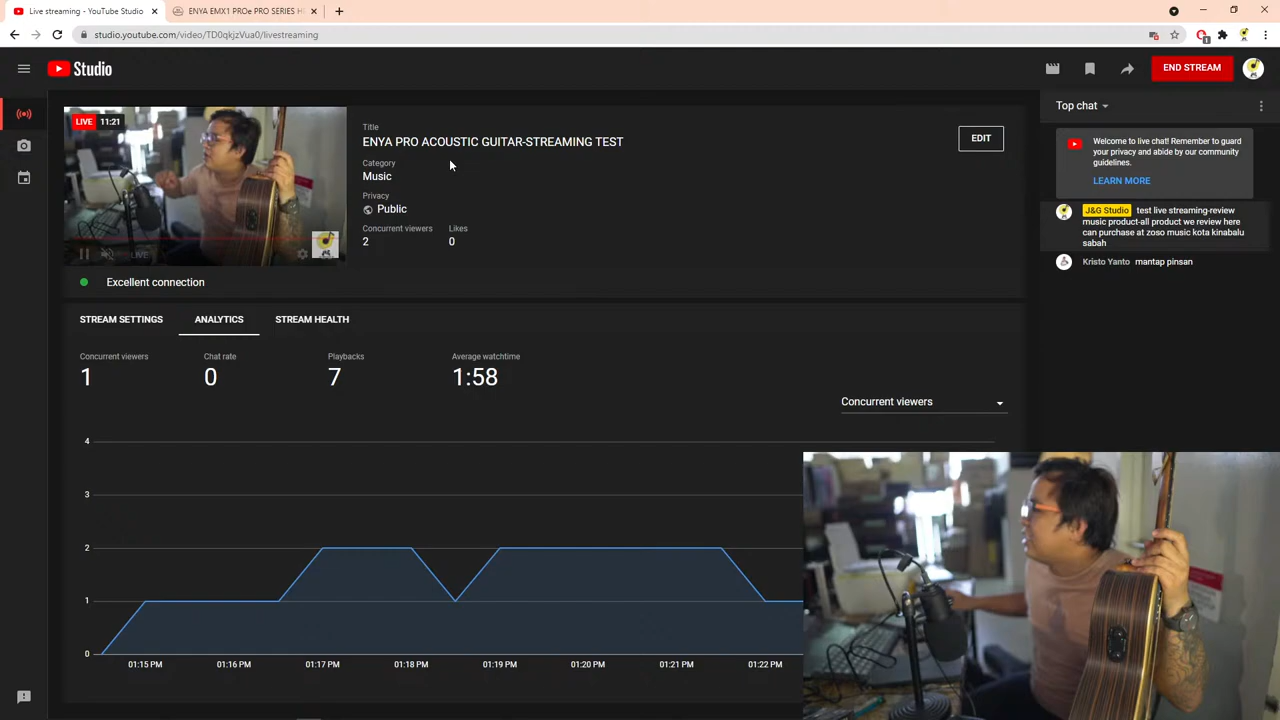 Live streaming - YouTube Studio
ENYA EMX1 PROe PRO SERIES H
studio.youtube.com/video/TD0qkjzVua0/livestreaming
1
Studio
END STREAM
LIVE 11:21
LIVE
Title
ENYA PRO ACOUSTIC GUITAR-STREAMING TEST
EDIT
Category
Music
Privacy
Public
Concurrent viewers Likes
2 0
Excellent connection
STREAM SETTINGS ANALYTICS STREAM HEALTH
Concurrent viewers Chat rate Playbacks Average watchtime
1 0 7 1:58
Concurrent viewers
4
3
2
1
0
01:15 PM 01:16 PM 01:17 PM 01:18 PM 01:19 PM 01:20 PM 01:21 PM 01:22 PM
Top chat
Welcome to live chat! Remember to guard
your privacy and abide by our community
guidelines.
LEARN MORE
J&G Studio test live streaming-review
music product-all product we review here
can purchase at zoso music kota kinabalu
sabah
Kristo Yanto mantap pinsan